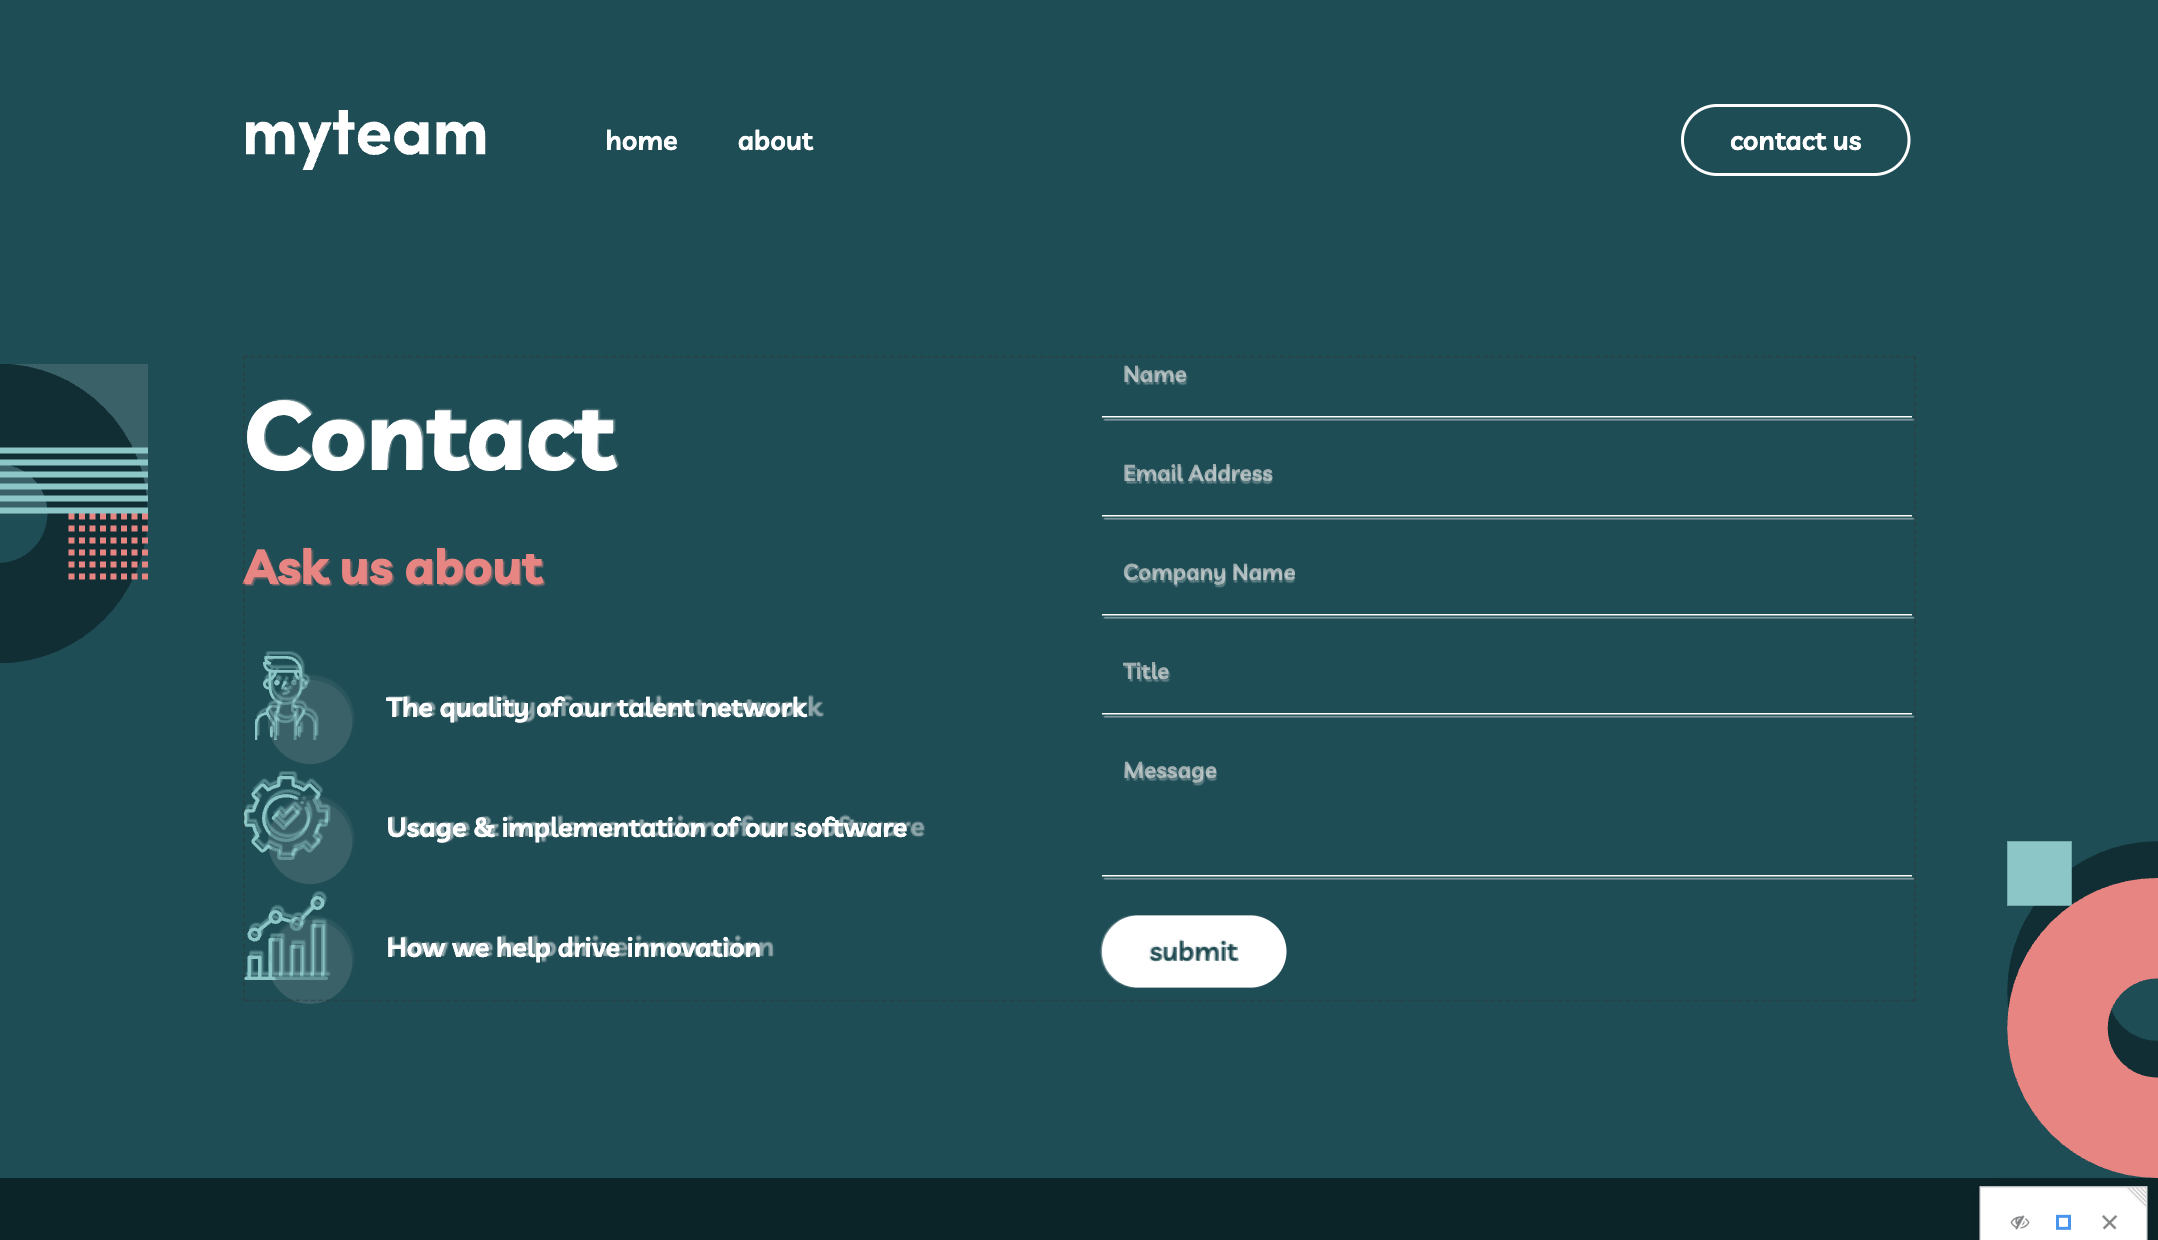 myteam
home
about
contact us
Contact
Ask us about
The quality of our talent network
Usage & implementation of our software
How we help drive innovation
Name
Email Address
Company Name
Title
Message
submit